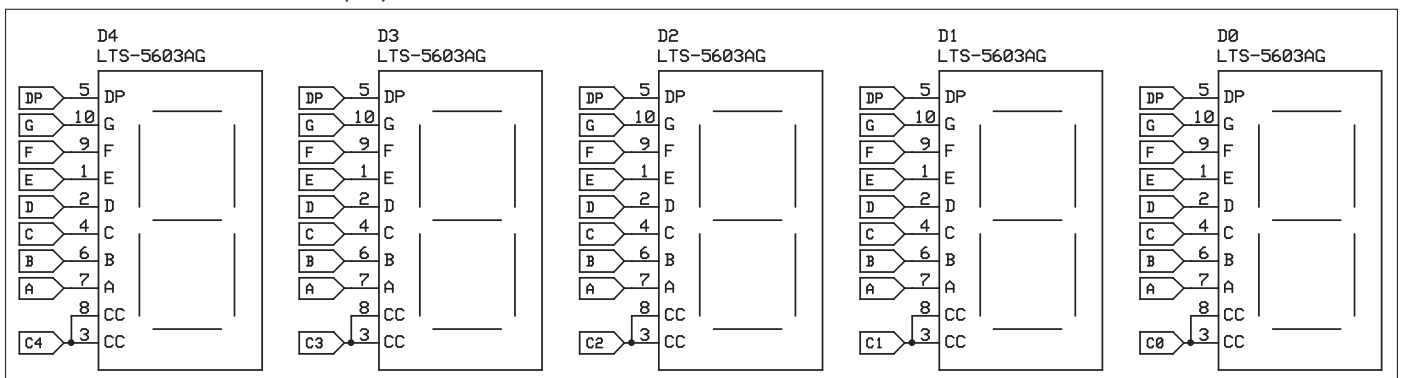 D4 D3 D2 D1 D0
LTS-5603AG LTS-5603AG LTS-5603AG LTS-5603AG LTS-5603AG
DP 5 DP DP 5 DP DP 5 DP DP 5 DP DP 5 DP
G 10 G G 10 G G 10 G G 10 G G 10 G
F 9 F F 9 F F 9 F F 9 F F 9 F
E 1 E E 1 E E 1 E E 1 E E 1 E
D 2 D D 2 D D 2 D D 2 D D 2 D
C 4 C C 4 C C 4 C C 4 C C 4 C
B 6 B B 6 B B 6 B B 6 B B 6 B
A 7 A A 7 A A 7 A A 7 A A 7 A
8 CC 8 CC 8 CC 8 CC 8 CC
C4 3 CC C3 3 CC C2 3 CC C1 3 CC C0 3 CC